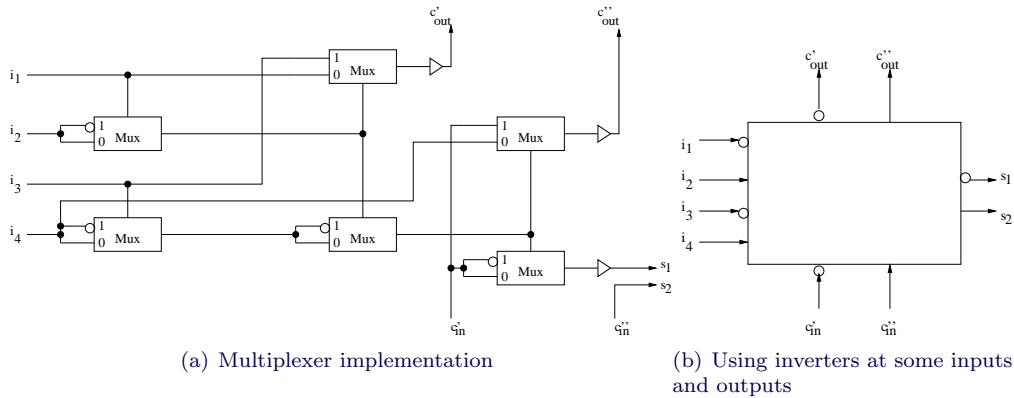 c'out
c''out
1
0
Mux
i1
i2
1
0
Mux
1
0
Mux
i3
i4
1
0
Mux
1
0
Mux
1
0
Mux
s1
s2
c'in
c''in
(a) Multiplexer implementation
c'out
c''out
i1
i2
i3
i4
s1
s2
c'in
c''in
(b) Using inverters at some inputs
and outputs